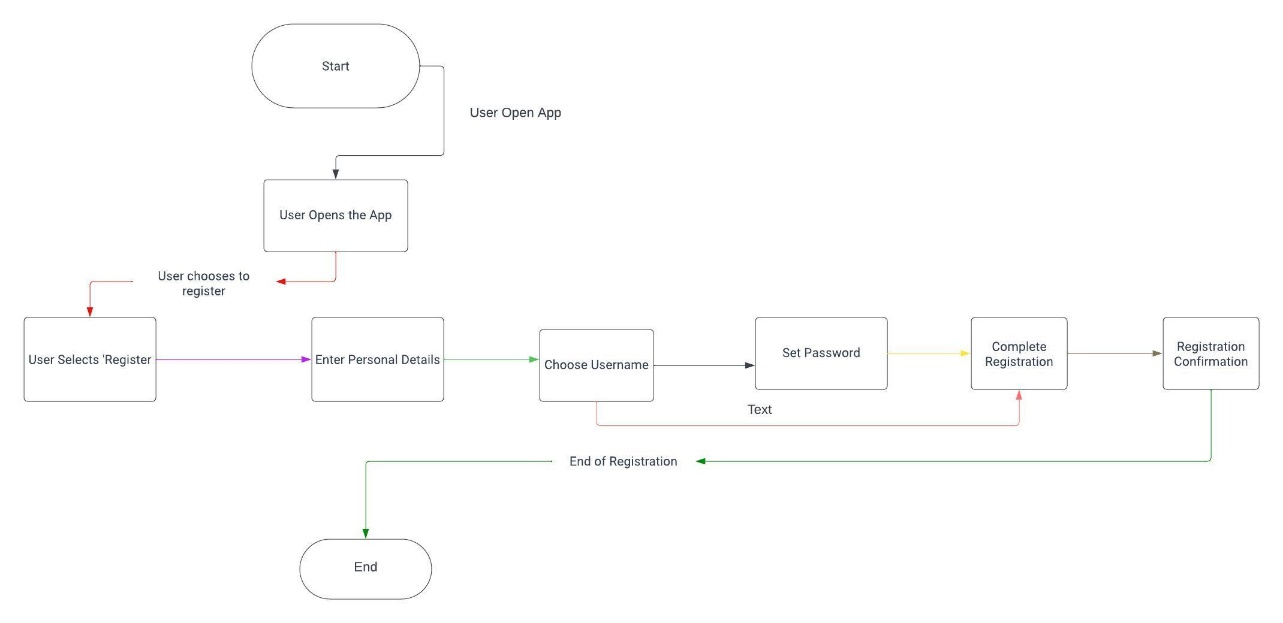 Start
User Open App
User Opens the App
User chooses to
register
User Selects 'Register
Enter Personal Details
Choose Username
Set Password
Complete
Registration
Registration
Confirmation
Text
End of Registration
End